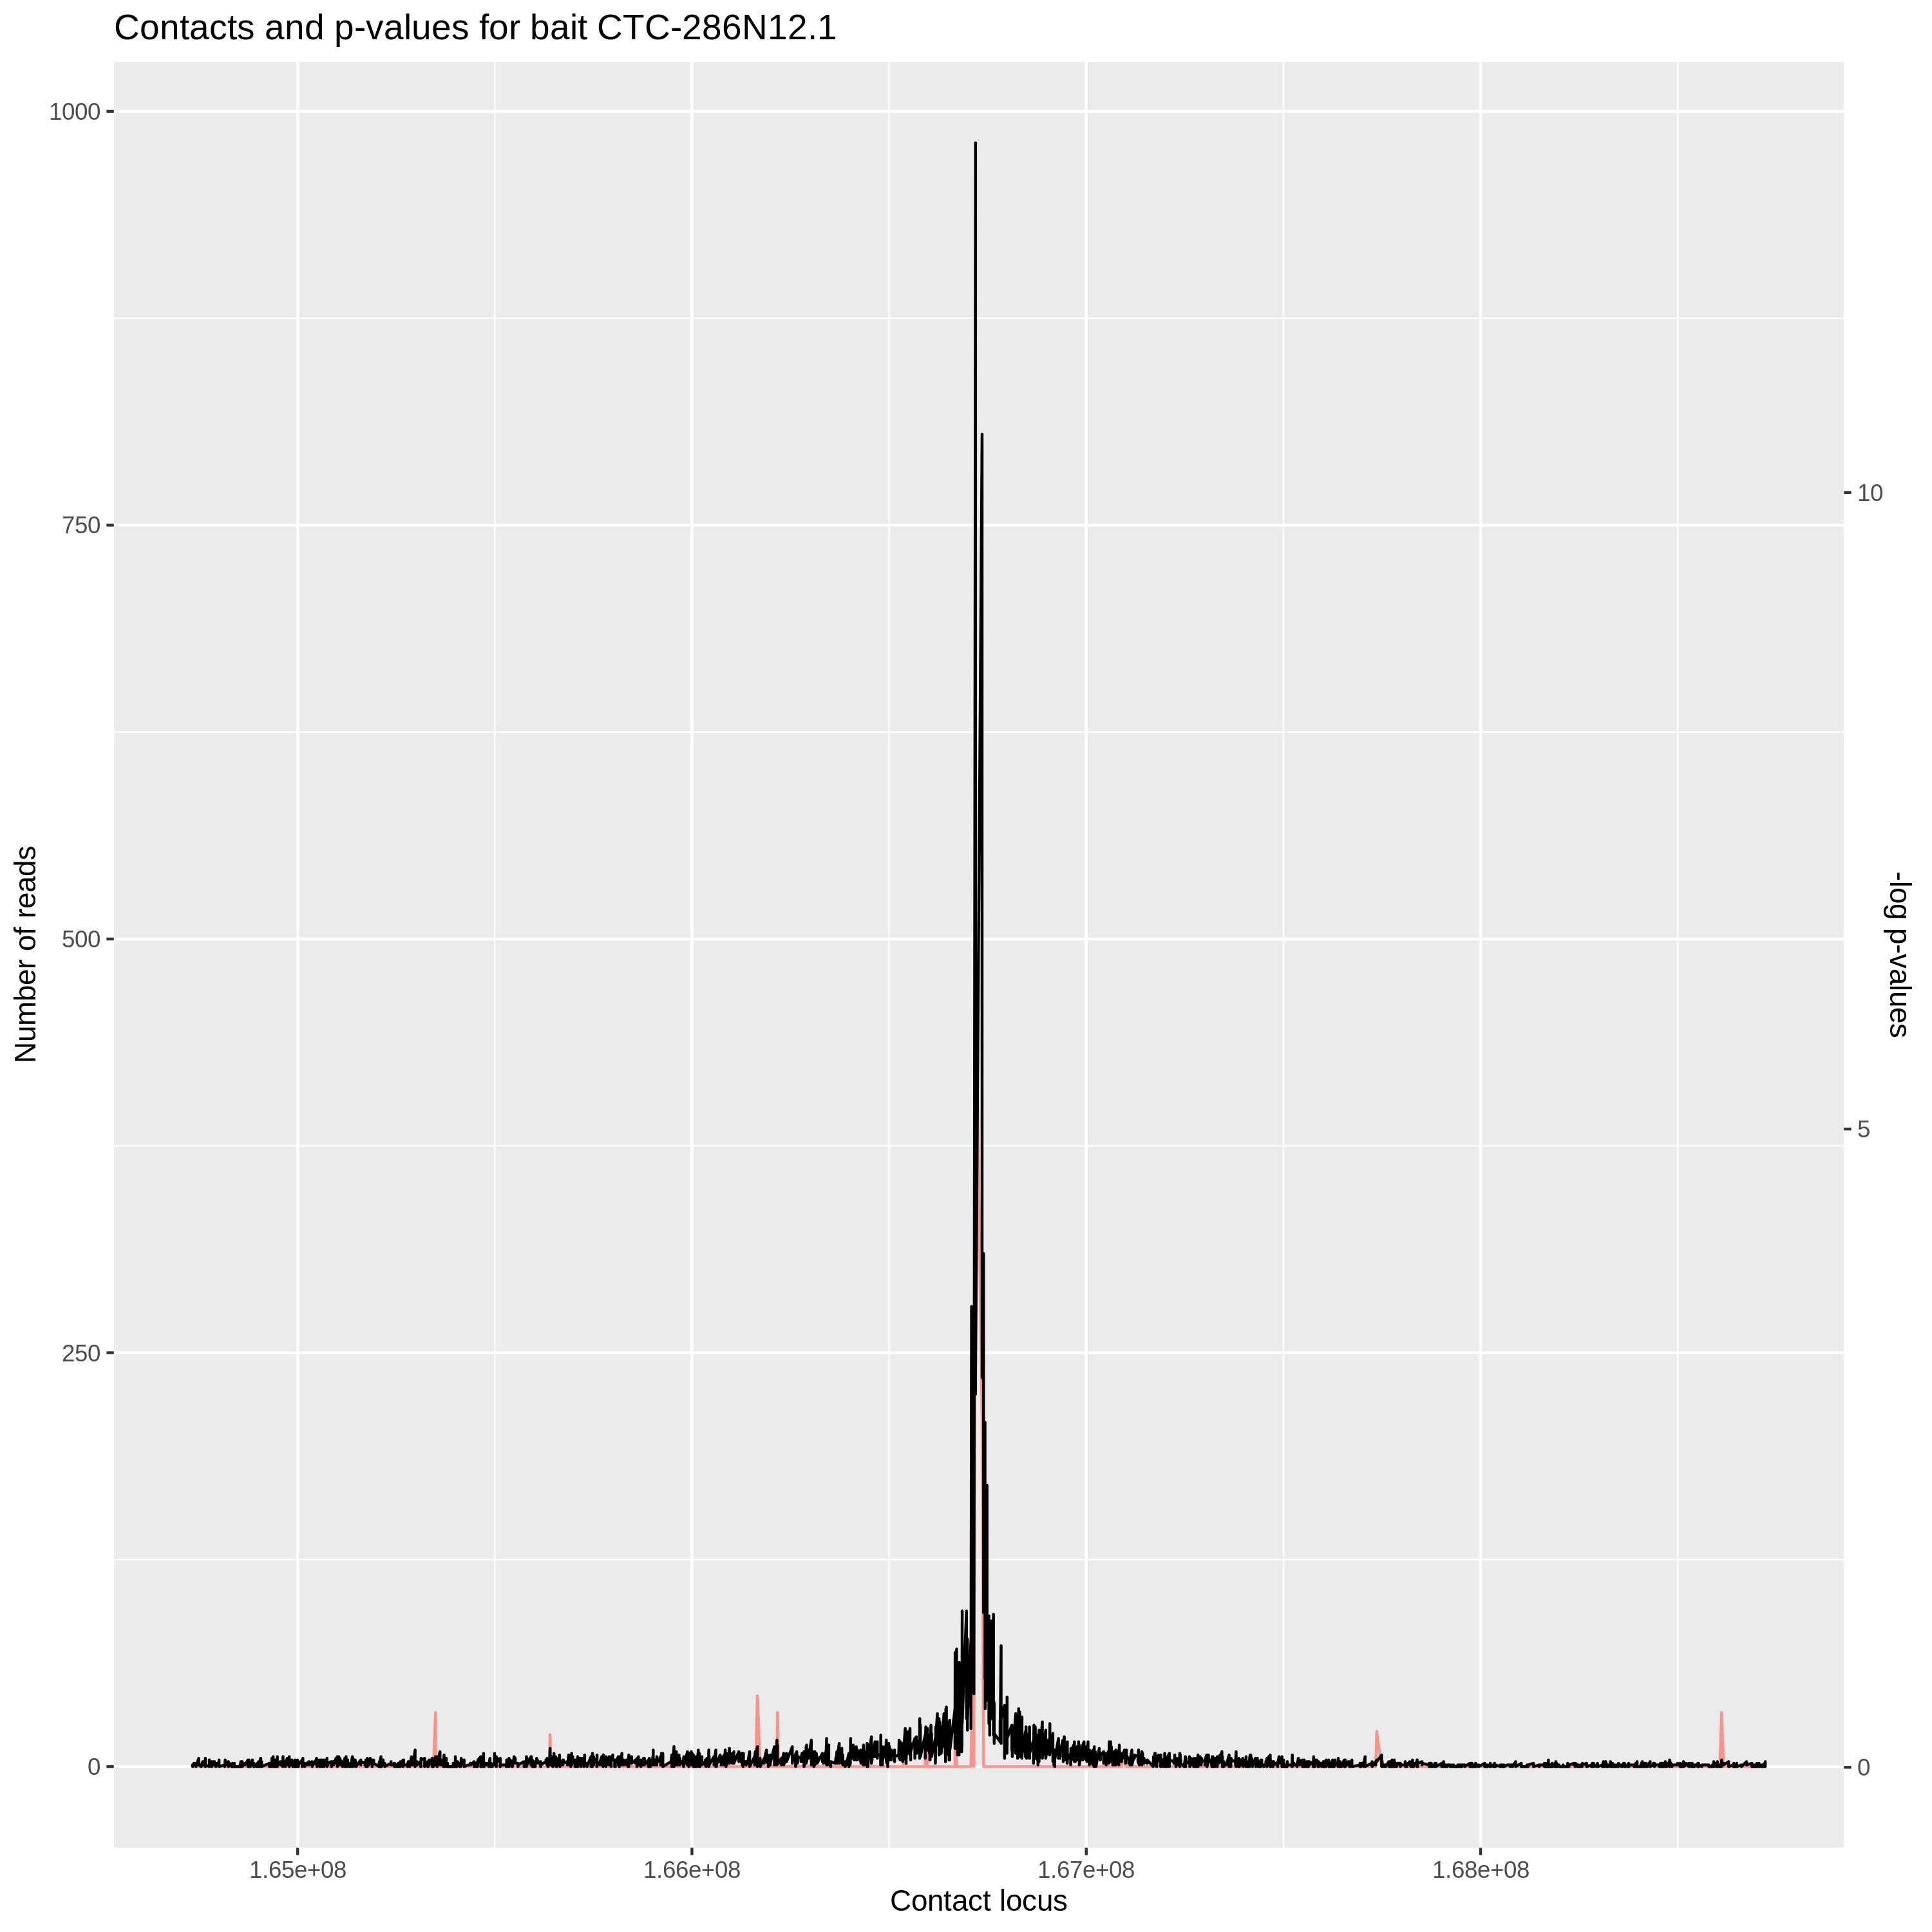 Contacts and p-values for bait CTC-286N12.1
1000
750
500
250
0
Number of reads
10
5
0
-log p-values
1.65e+08
1.66e+08
1.67e+08
1.68e+08
Contact locus